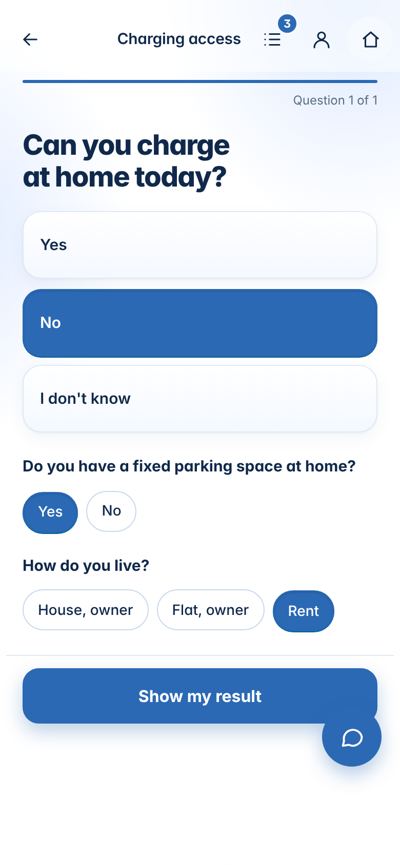 Charging access
3
Question 1 of 1
Can you charge
at home today?
Yes
No
I don't know
Do you have a fixed parking space at home?
Yes
No
How do you live?
House, owner
Flat, owner
Rent
Show my result